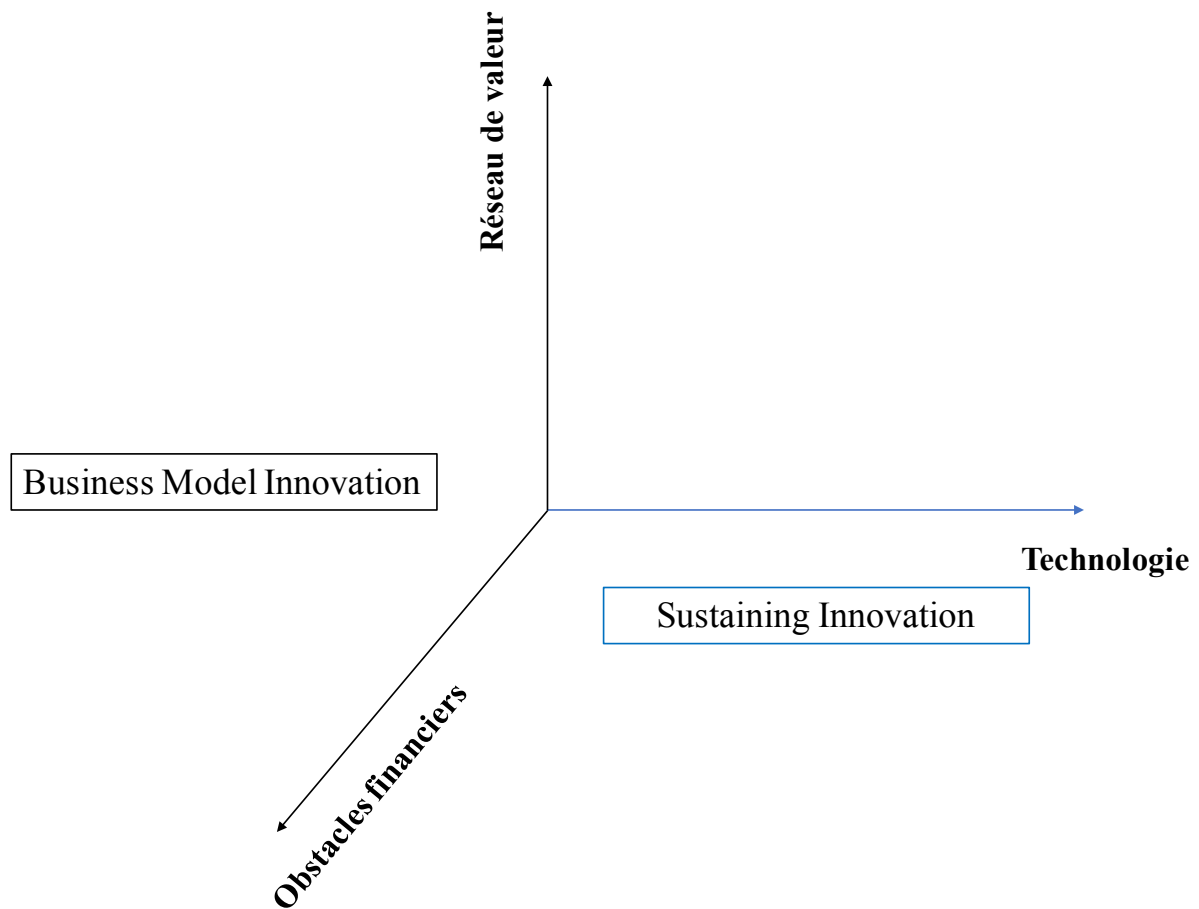 Réseau de valeur
Business Model Innovation
Technologie
Sustaining Innovation
Obstacles financiers